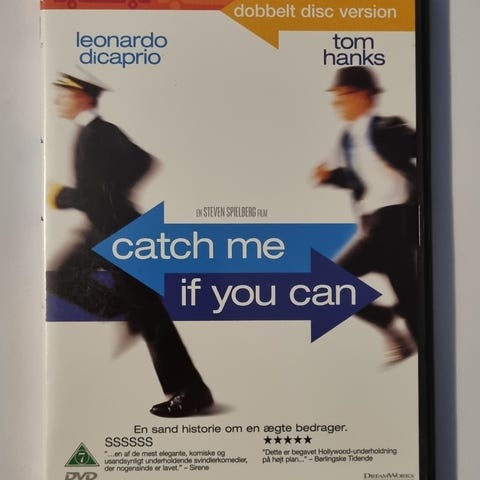 dobbelt disc version
leonardo
dicaprio
tom
hanks
EN STEVEN SPIELBERG FILM
catch me
if you can
En sand historie om en ægte bedrager.
SSSSSS
"...en af de mest elegante, komiske og
usandsynligt underholdende svindlerkomedier,
der nogensinde er lavet." – Sirene
★★★★★
"Dette er begavet Hollywood-underholdning
på højt plan..." – Berlingske Tidende
7
DVD
DREAMWORKS